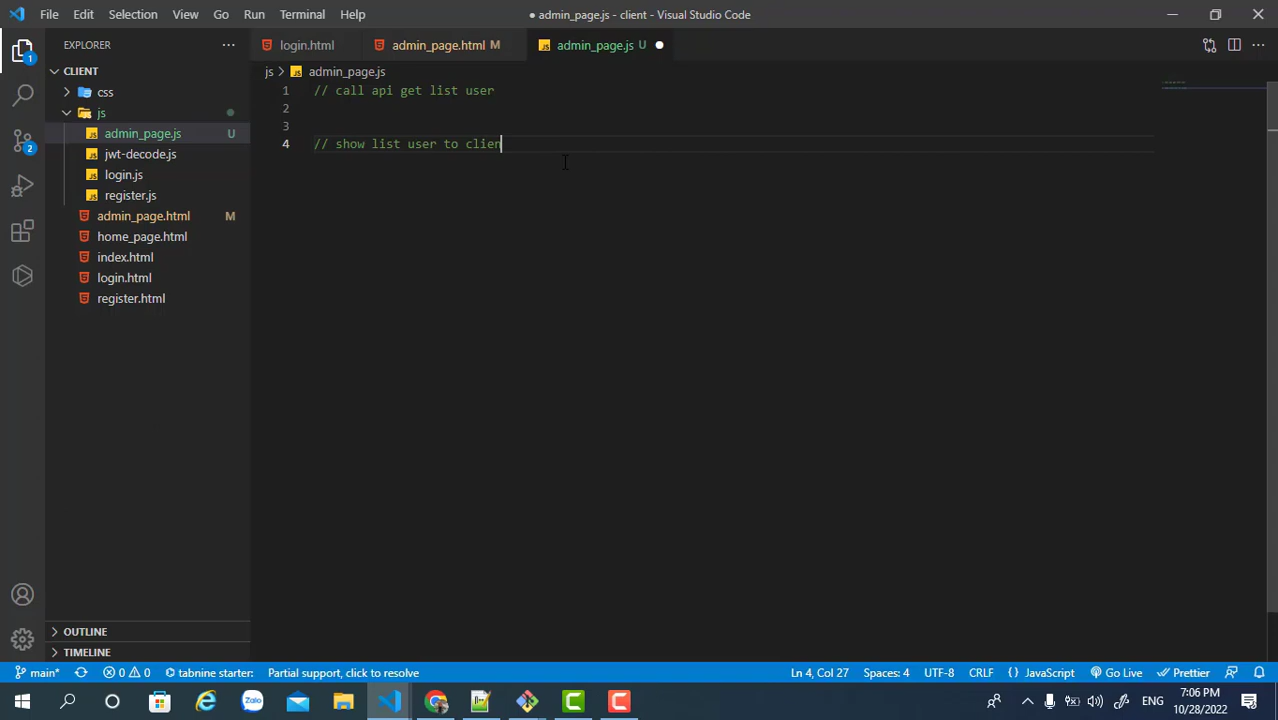 File Edit Selection View Go Run Terminal Help
● admin_page.js - client - Visual Studio Code
EXPLORER
login.html
admin_page.html M
admin_page.js U
CLIENT
js > admin_page.js
css
js
admin_page.js U
jwt-decode.js
login.js
register.js
admin_page.html M
home_page.html
index.html
login.html
register.html
1 // call api get list user
2
3
4 // show list user to clien
1
2
OUTLINE
TIMELINE
main* 0 0 tabnine starter: Partial support, click to resolve Ln 4, Col 27 Spaces: 4 UTF-8 CRLF { } JavaScript Go Live Prettier
Zalo
ENG
7:06 PM
10/28/2022